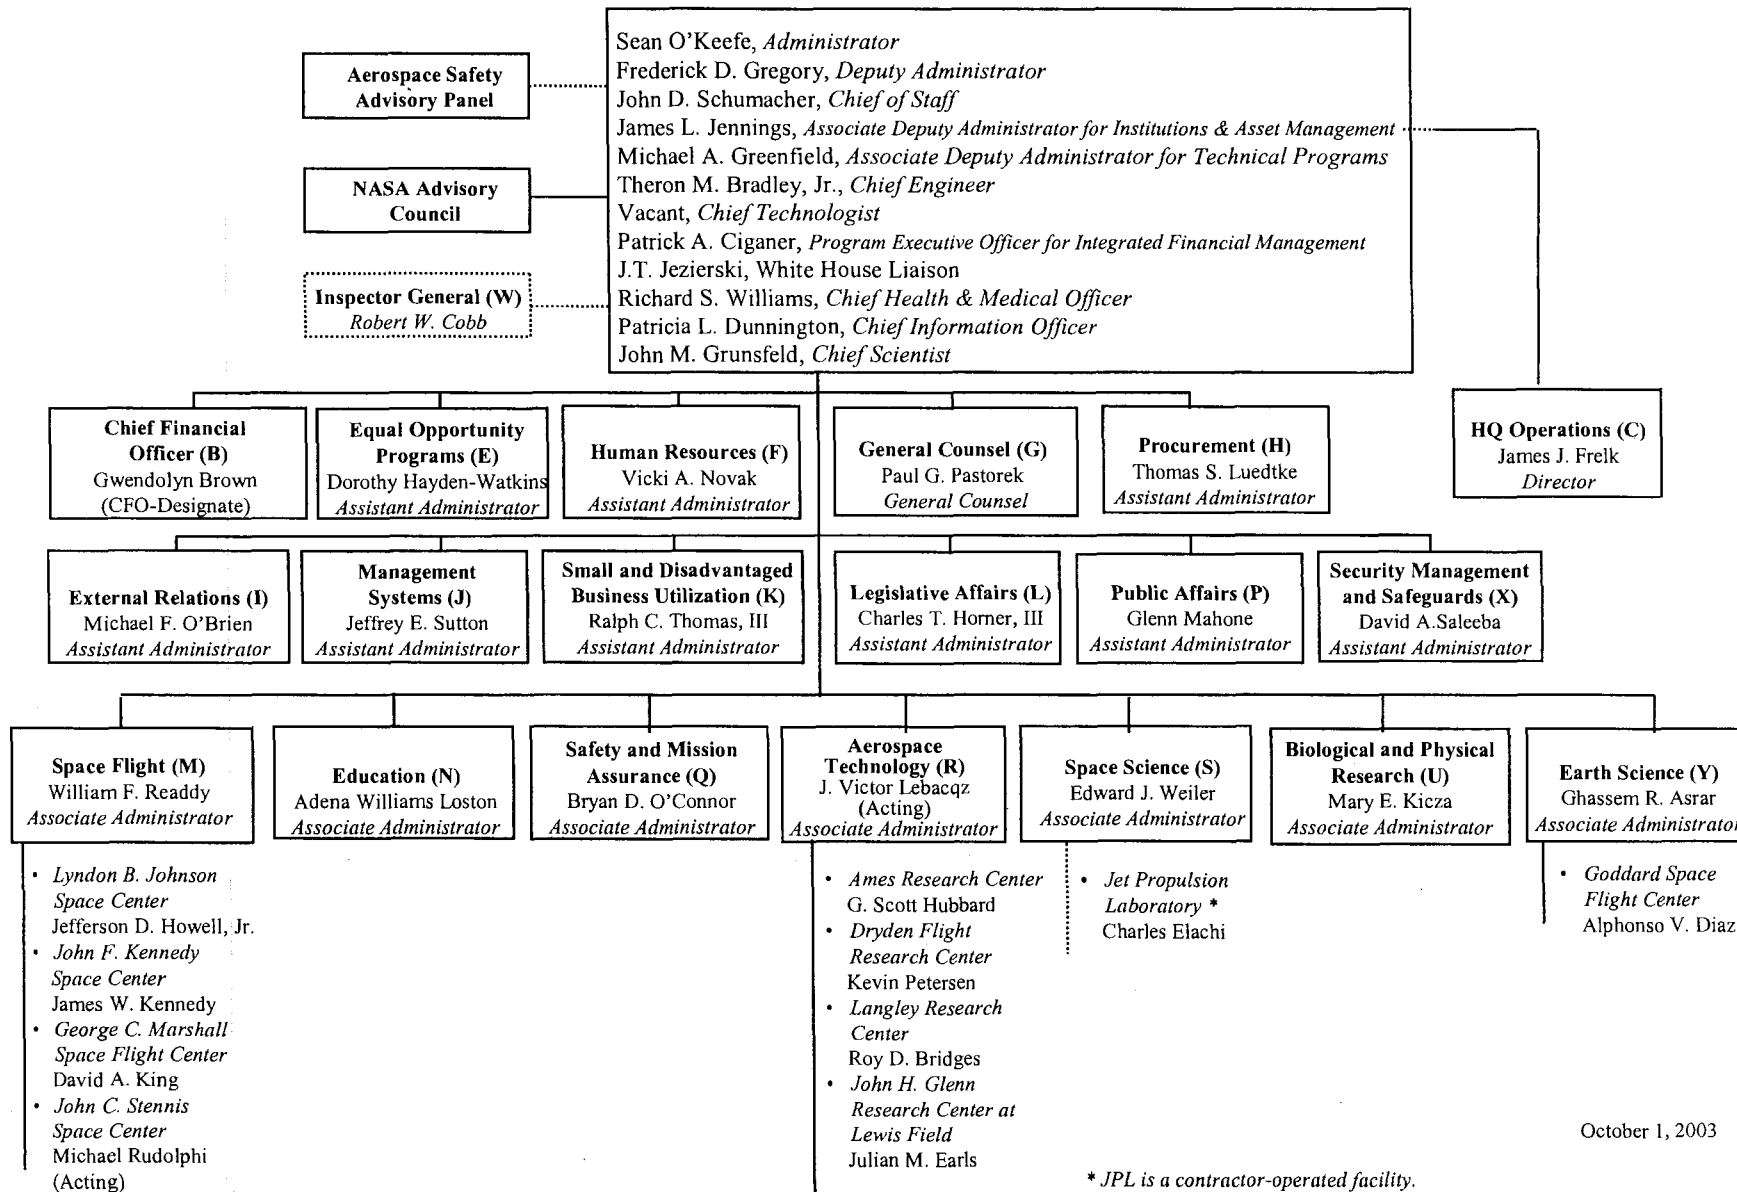 Aerospace Safety
Advisory Panel
NASA Advisory
Council
Inspector General (W)
Robert W. Cobb
Sean O'Keefe, Administrator
Frederick D. Gregory, Deputy Administrator
John D. Schumacher, Chief of Staff
James L. Jennings, Associate Deputy Administrator for Institutions & Asset Management
Michael A. Greenfield, Associate Deputy Administrator for Technical Programs
Theron M. Bradley, Jr., Chief Engineer
Vacant, Chief Technologist
Patrick A. Ciganer, Program Executive Officer for Integrated Financial Management
J.T. Jezierski, White House Liaison
Richard S. Williams, Chief Health & Medical Officer
Patricia L. Dunnington, Chief Information Officer
John M. Grunsfeld, Chief Scientist
Chief Financial
Officer (B)
Gwendolyn Brown
(CFO-Designate)
Equal Opportunity
Programs (E)
Dorothy Hayden-Watkins
Assistant Administrator
Human Resources (F)
Vicki A. Novak
Assistant Administrator
General Counsel (G)
Paul G. Pastorek
General Counsel
Procurement (H)
Thomas S. Luedtke
Assistant Administrator
HQ Operations (C)
James J. Frelk
Director
External Relations (I)
Michael F. O'Brien
Assistant Administrator
Management
Systems (J)
Jeffrey E. Sutton
Assistant Administrator
Small and Disadvantaged
Business Utilization (K)
Ralph C. Thomas, III
Assistant Administrator
Legislative Affairs (L)
Charles T. Horner, III
Assistant Administrator
Public Affairs (P)
Glenn Mahone
Assistant Administrator
Security Management
and Safeguards (X)
David A.Saleeba
Assistant Administrator
Space Flight (M)
William F. Readdy
Associate Administrator
Education (N)
Adena Williams Loston
Associate Administrator
Safety and Mission
Assurance (Q)
Bryan D. O'Connor
Associate Administrator
Aerospace
Technology (R)
J. Victor Lebacqz
(Acting)
Associate Administrator
Space Science (S)
Edward J. Weiler
Associate Administrator
Biological and Physical
Research (U)
Mary E. Kicza
Associate Administrator
Earth Science (Y)
Ghassem R. Asrar
Associate Administrator
• Lyndon B. Johnson
Space Center
Jefferson D. Howell, Jr.
• John F. Kennedy
Space Center
James W. Kennedy
• George C. Marshall
Space Flight Center
David A. King
• John C. Stennis
Space Center
Michael Rudolphi
(Acting)
• Ames Research Center
G. Scott Hubbard
• Dryden Flight
Research Center
Kevin Petersen
• Langley Research
Center
Roy D. Bridges
• John H. Glenn
Research Center at
Lewis Field
Julian M. Earls
• Jet Propulsion
Laboratory *
Charles Elachi
• Goddard Space
Flight Center
Alphonso V. Diaz
October 1, 2003
* JPL is a contractor-operated facility.